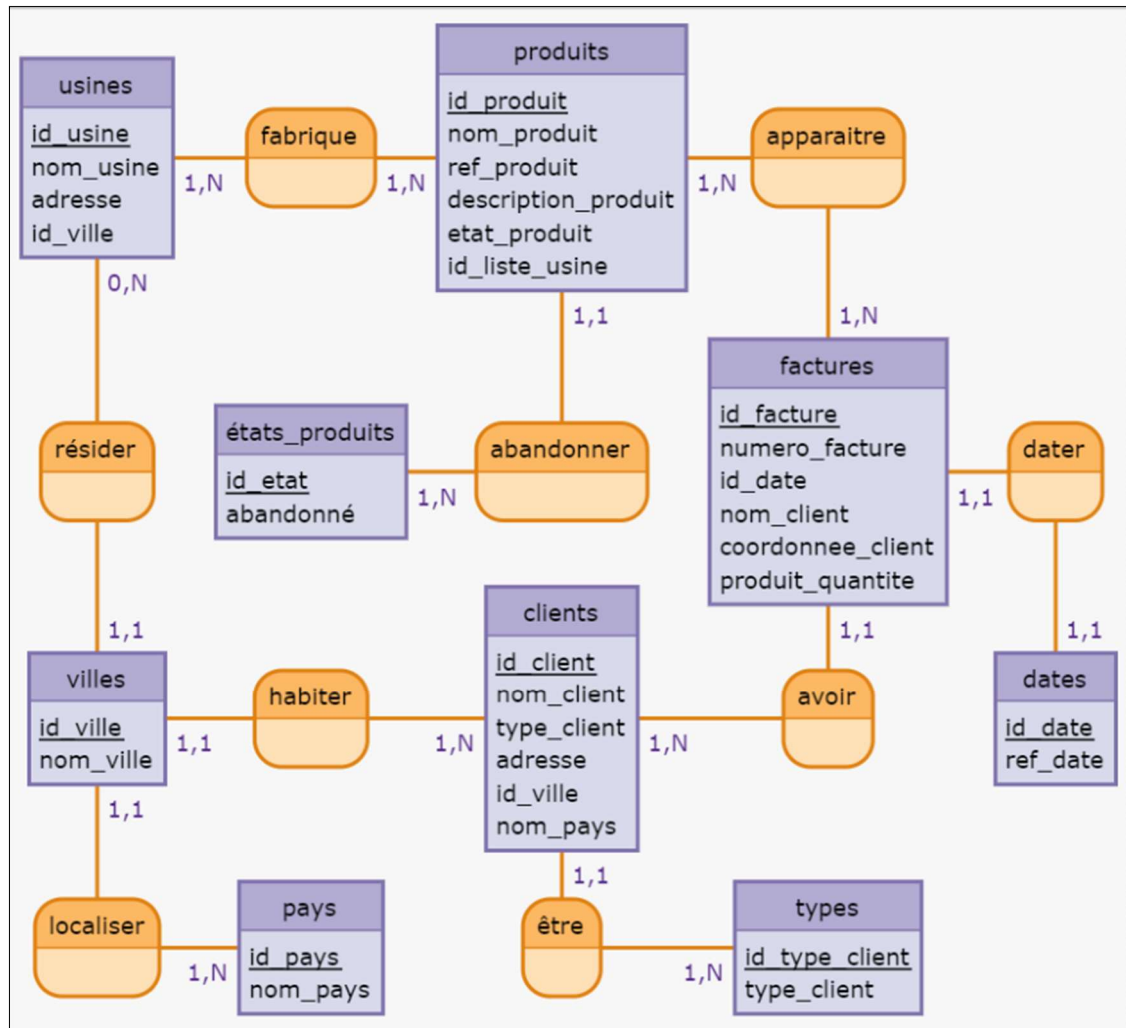 usines
id_usine
nom_usine
adresse
id_ville
fabrique
1,N
1,N
produits
id_produit
nom_produit
ref_produit
description_produit
etat_produit
id_liste_usine
1,N
apparaitre
0,N
1,1
1,N
résider
états_produits
id_etat
abandonné
1,N
abandonner
factures
id_facture
numero_facture
id_date
nom_client
coordonnee_client
produit_quantite
1,1
dater
1,1
1,1
1,1
villes
id_ville
nom_ville
1,1
habiter
1,N
clients
id_client
nom_client
type_client
adresse
id_ville
nom_pays
1,N
avoir
dates
id_date
ref_date
1,1
1,1
localiser
1,N
pays
id_pays
nom_pays
être
1,N
types
id_type_client
type_client